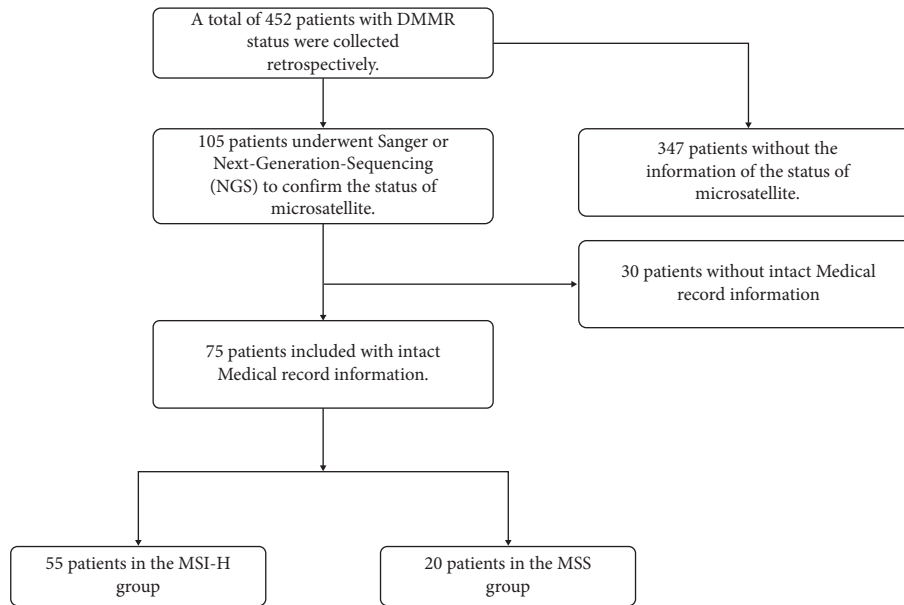 A total of 452 patients with DMMR
status were collected
retrospectively.
105 patients underwent Sanger or
Next-Generation-Sequencing
(NGS) to confirm the status of
microsatellite.
347 patients without the
information of the status of
microsatellite.
30 patients without intact Medical
record information
75 patients included with intact
Medical record information.
55 patients in the MSI-H
group
20 patients in the MSS
group